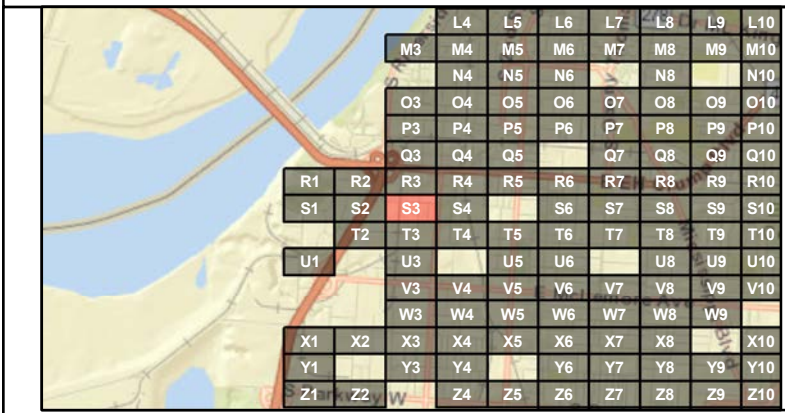 L4 L5 L6 L7 L8 L9 L10
M3 M4 M5 M6 M7 M8 M9 M10
N4 N5 N6 N8 N10
O3 O4 O5 O6 O7 O8 O9 O10
P3 P4 P5 P6 P7 P8 P9 P10
Q3 Q4 Q5 Q7 Q8 Q9 Q10
R1 R2 R3 R4 R5 R6 R7 R8 R9 R10
S1 S2 S3 S4 S6 S7 S8 S9 S10
T2 T3 T4 T5 T6 T7 T8 T9 T10
U1 U3 U5 U6 U8 U9 U10
V3 V4 V5 V6 V7 V8 V9 V10
E McLemore Ave
W3 W4 W5 W6 W7 W8 W9
X1 X2 X3 X4 X5 X6 X7 X8 X10
Y1 Y3 Y4 Y6 Y7 Y8 Y9 Y10
S Parkway W
Z1 Z2 Z4 Z5 Z6 Z7 Z8 Z9 Z10
Mississippi Blvd